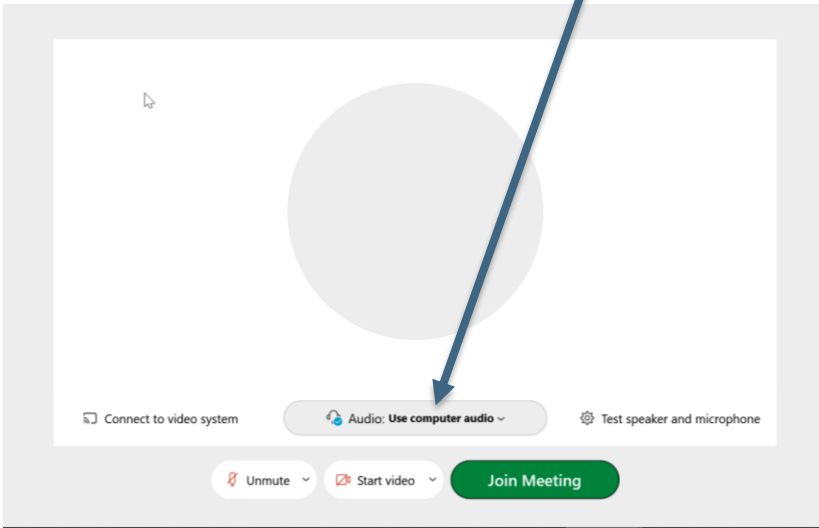 Connect to video system
Audio: Use computer audio
Test speaker and microphone
Unmute
Start video
Join Meeting